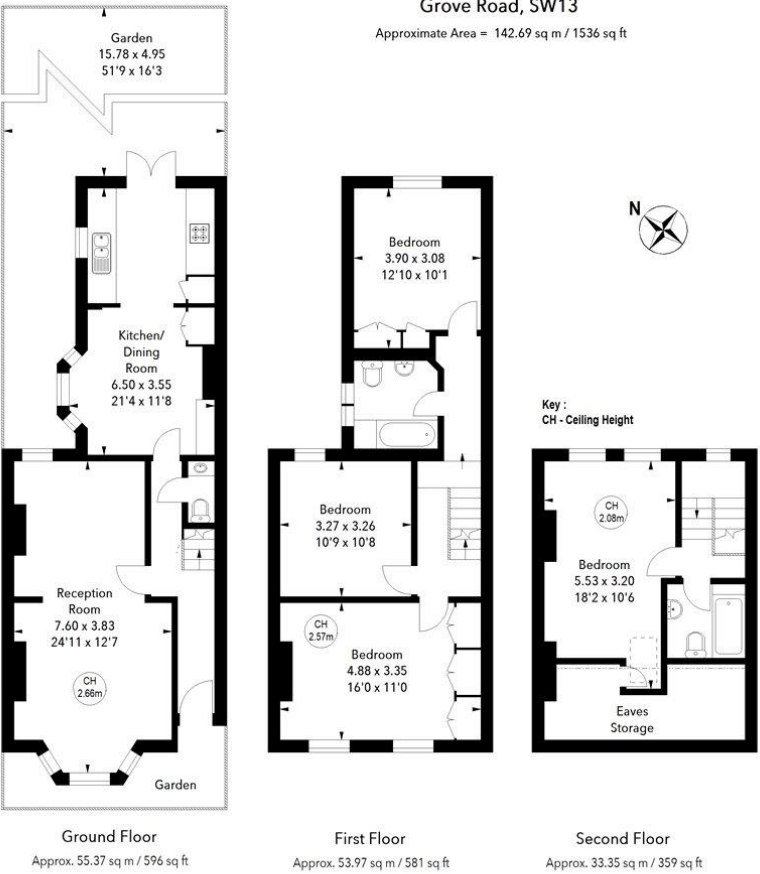 Grove Road, SW13
Approximate Area = 142.69 sq m / 1536 sq ft
Garden
15.78 x 4.95
51'9 x 16'3
N
Bedroom
3.90 x 3.08
12'10 x 10'1
Kitchen/
Dining
Room
6.50 x 3.55
21'4 x 11'8
Key :
CH - Ceiling Height
Bedroom
3.27 x 3.26
10'9 x 10'8
CH
2.08m
Bedroom
5.53 x 3.20
18'2 x 10'6
Reception
Room
7.60 x 3.83
24'11 x 12'7
CH
2.66m
CH
2.57m
Bedroom
4.88 x 3.35
16'0 x 11'0
Eaves
Storage
Garden
Ground Floor
Approx. 55.37 sq m / 596 sq ft
First Floor
Approx. 53.97 sq m / 581 sq ft
Second Floor
Approx. 33.35 sq m / 359 sq ft